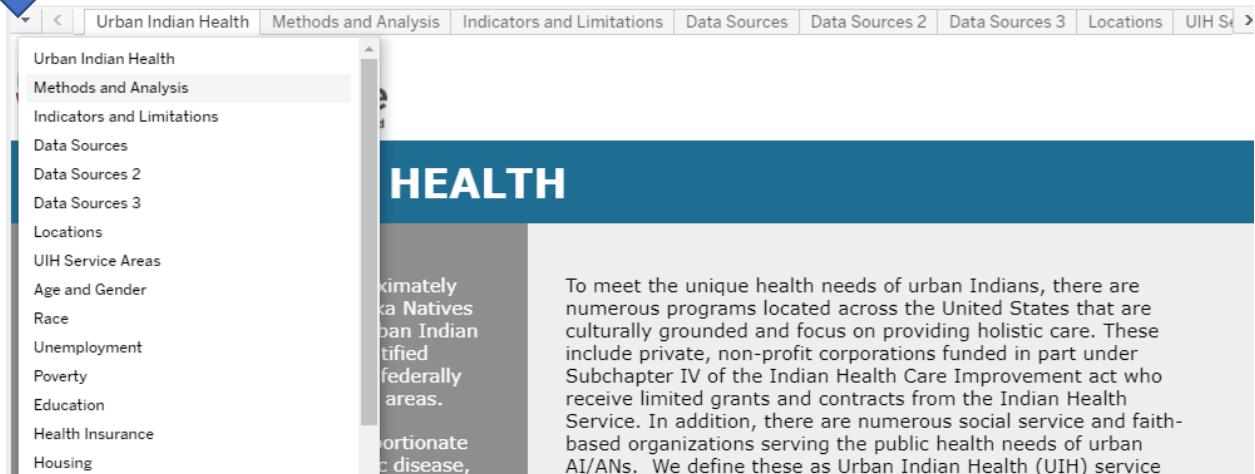 Urban Indian Health Methods and Analysis Indicators and Limitations Data Sources Data Sources 2 Data Sources 3 Locations UIH
Urban Indian Health
Methods and Analysis
Indicators and Limitations
Data Sources
Data Sources 2
Data Sources 3
Locations
UIH Service Areas
Age and Gender
Race
Unemployment
Poverty
Education
Health Insurance
Housing
HEALTH
Natives
Indian
federally
areas.
disease,
To meet the unique health needs of urban Indians, there are
numerous programs located across the United States that are
culturally grounded and focus on providing holistic care. These
include private, non-profit corporations funded in part under
Subchapter IV of the Indian Health Care Improvement act who
receive limited grants and contracts from the Indian Health
Service. In addition, there are numerous social service and faith-
based organizations serving the public health needs of urban
AI/ANs. We define these as Urban Indian Health (UIH) service